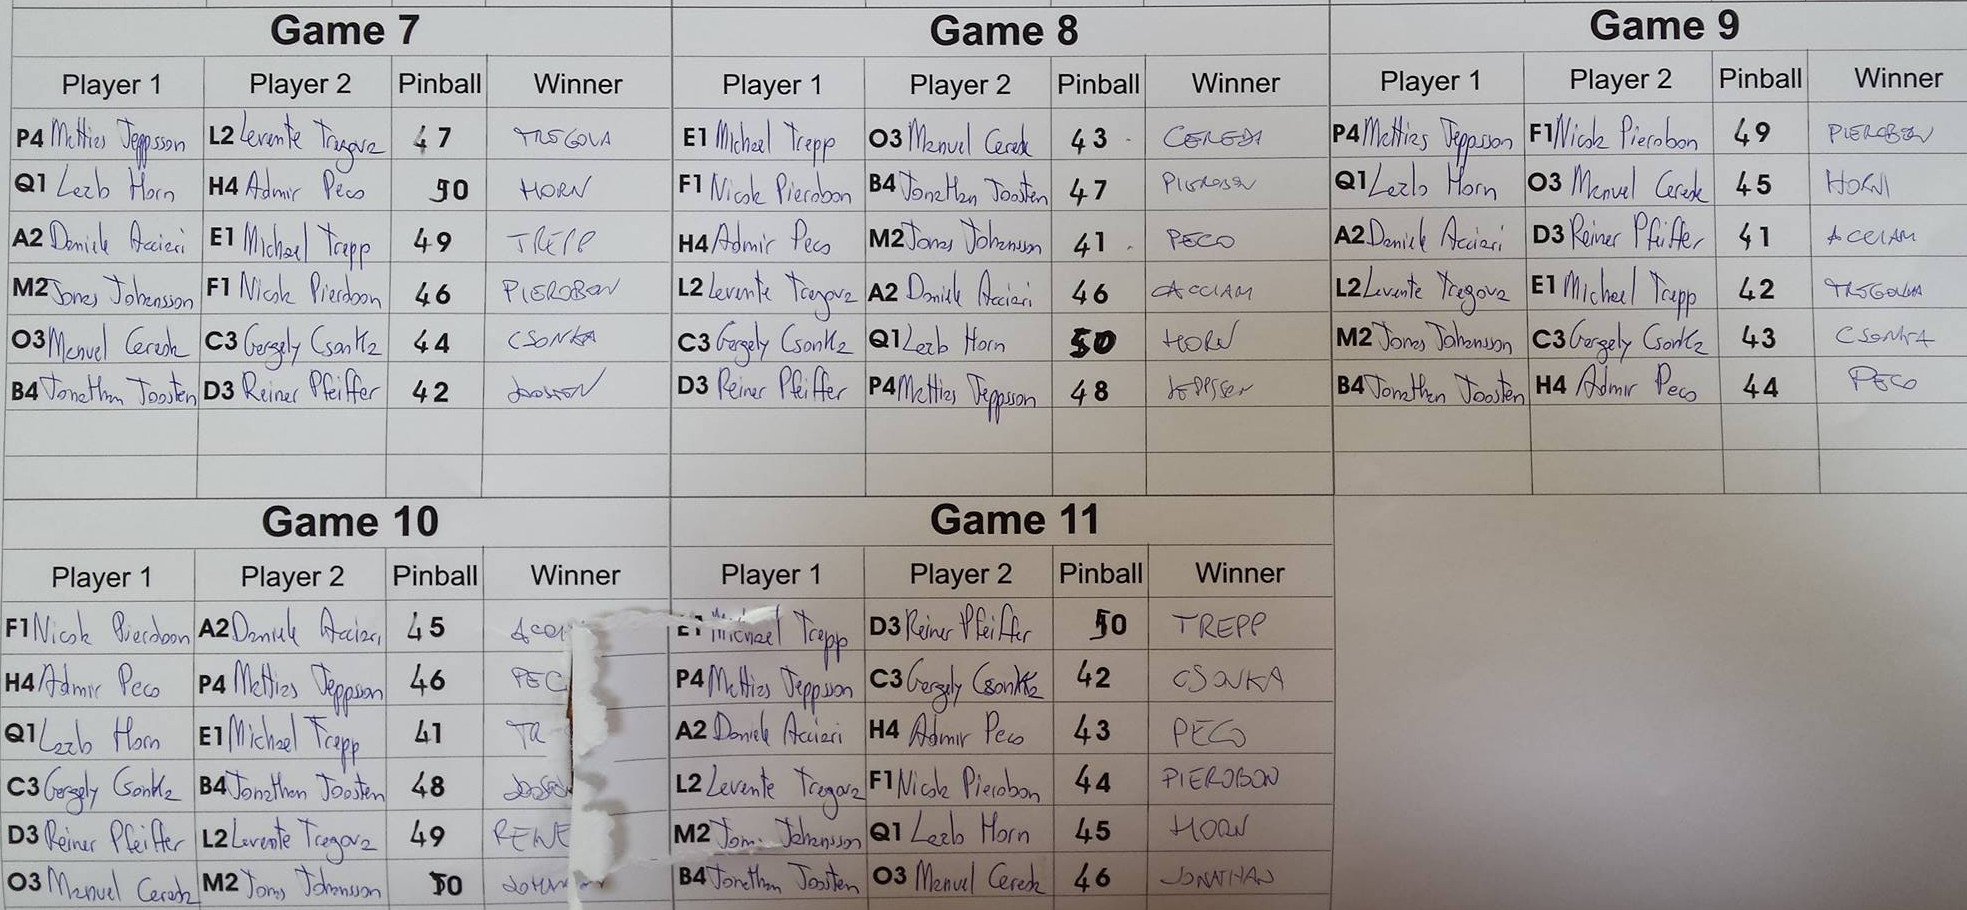 Game 7 Game 8 Game 9
Player 1 Player 2 Pinball Winner Player 1 Player 2 Pinball Winner Player 1 Player 2 Pinball Winner
P4 Mattias Jeppsson L2 Levente Tregova 47 TREGOVA E1 Michael Trepp O3 Manuel Cereda 43 CEREDA P4 Mattias Jeppsson F1 Nicola Pierobon 49 PIEROBON
Q1 Lazlo Horn H4 Admir Peco 50 HORN F1 Nicola Pierobon B4 Jonathan Joosten 47 PIEROBON Q1 Lazlo Horn O3 Manuel Cereda 45 HORN
A2 Daniele Acciari E1 Michael Trepp 49 TREPP H4 Admir Peco M2 Jonas Johansson 41 PECO A2 Daniele Acciari D3 Reiner Pfeiffer 41 ACCIARI
M2 Jonas Johansson F1 Nicola Pierobon 46 PIEROBON L2 Levente Tregova A2 Daniele Acciari 46 ACCIARI L2 Levente Tregova E1 Michael Trepp 42 TREGOVA
O3 Manuel Cereda C3 Gergely Csonka 44 CSONKA C3 Gergely Csonka Q1 Lazlo Horn 50 HORN M2 Jonas Johansson C3 Gergely Csonka 43 CSONKA
B4 Jonathan Joosten D3 Reiner Pfeiffer 42 JOOSTEN D3 Reiner Pfeiffer P4 Mattias Jeppsson 48 B4 Jonathan Joosten H4 Admir Peco 44 PECO
Game 10 Game 11
Player 1 Player 2 Pinball Winner Player 1 Player 2 Pinball Winner
F1 Nicola Pierobon A2 Daniele Acciari 45 E1 Michael Trepp D3 Reiner Pfeiffer 50 TREPP
H4 Admir Peco P4 Mattias Jeppsson 46 PEC P4 Mattias Jeppsson C3 Gergely Csonka 42 CSONKA
Q1 Lazlo Horn E1 Michael Trepp 41 TR A2 Daniele Acciari H4 Admir Peco 43 PECO
C3 Gergely Csonka B4 Jonathan Joosten 48 L2 Levente Tregova F1 Nicola Pierobon 44 PIEROBON
D3 Reiner Pfeiffer L2 Levente Tregova 49 REINE M2 Johansson Q1 Lazlo Horn 45 HORN
O3 Manuel Cereda M2 Jonas Johansson 50 B4 Jonathan Joosten O3 Manuel Cereda 46 JONATHAN